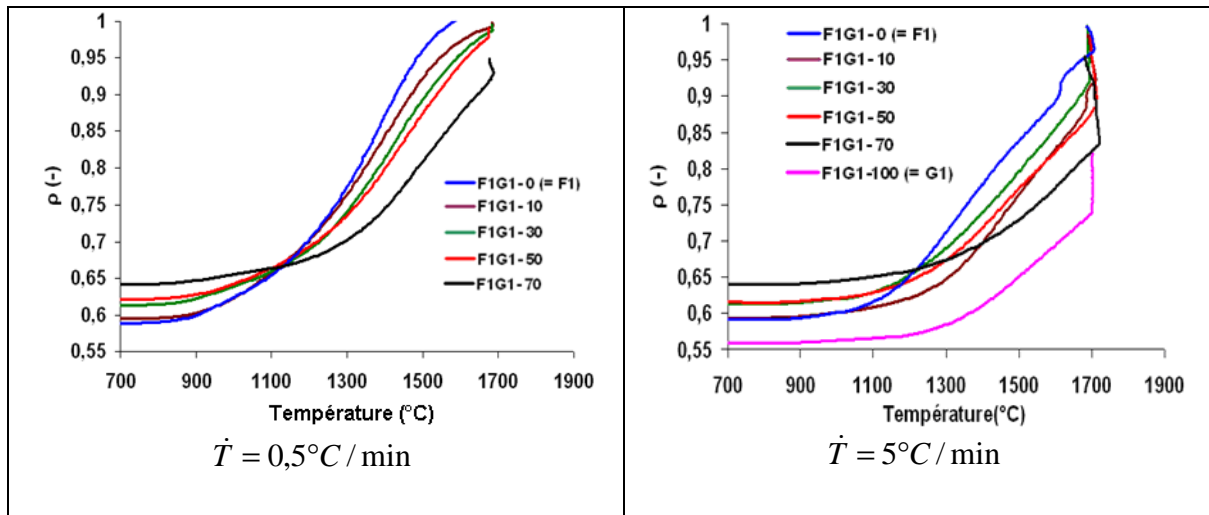 1
0,95
0,9
0,85
0,8
0,75
0,7
0,65
0,6
0,55
ρ (-)
F1G1-0 (= F1)
F1G1-10
F1G1-30
F1G1-50
F1G1-70
700 900 1100 1300 1500 1700 1900
Température (°C)
Ṫ = 0,5°C / min
1
0,95
0,9
0,85
0,8
0,75
0,7
0,65
0,6
0,55
ρ (-)
F1G1-0 (= F1)
F1G1-10
F1G1-30
F1G1-50
F1G1-70
F1G1-100 (= G1)
700 900 1100 1300 1500 1700 1900
Température(°C)
Ṫ = 5°C / min